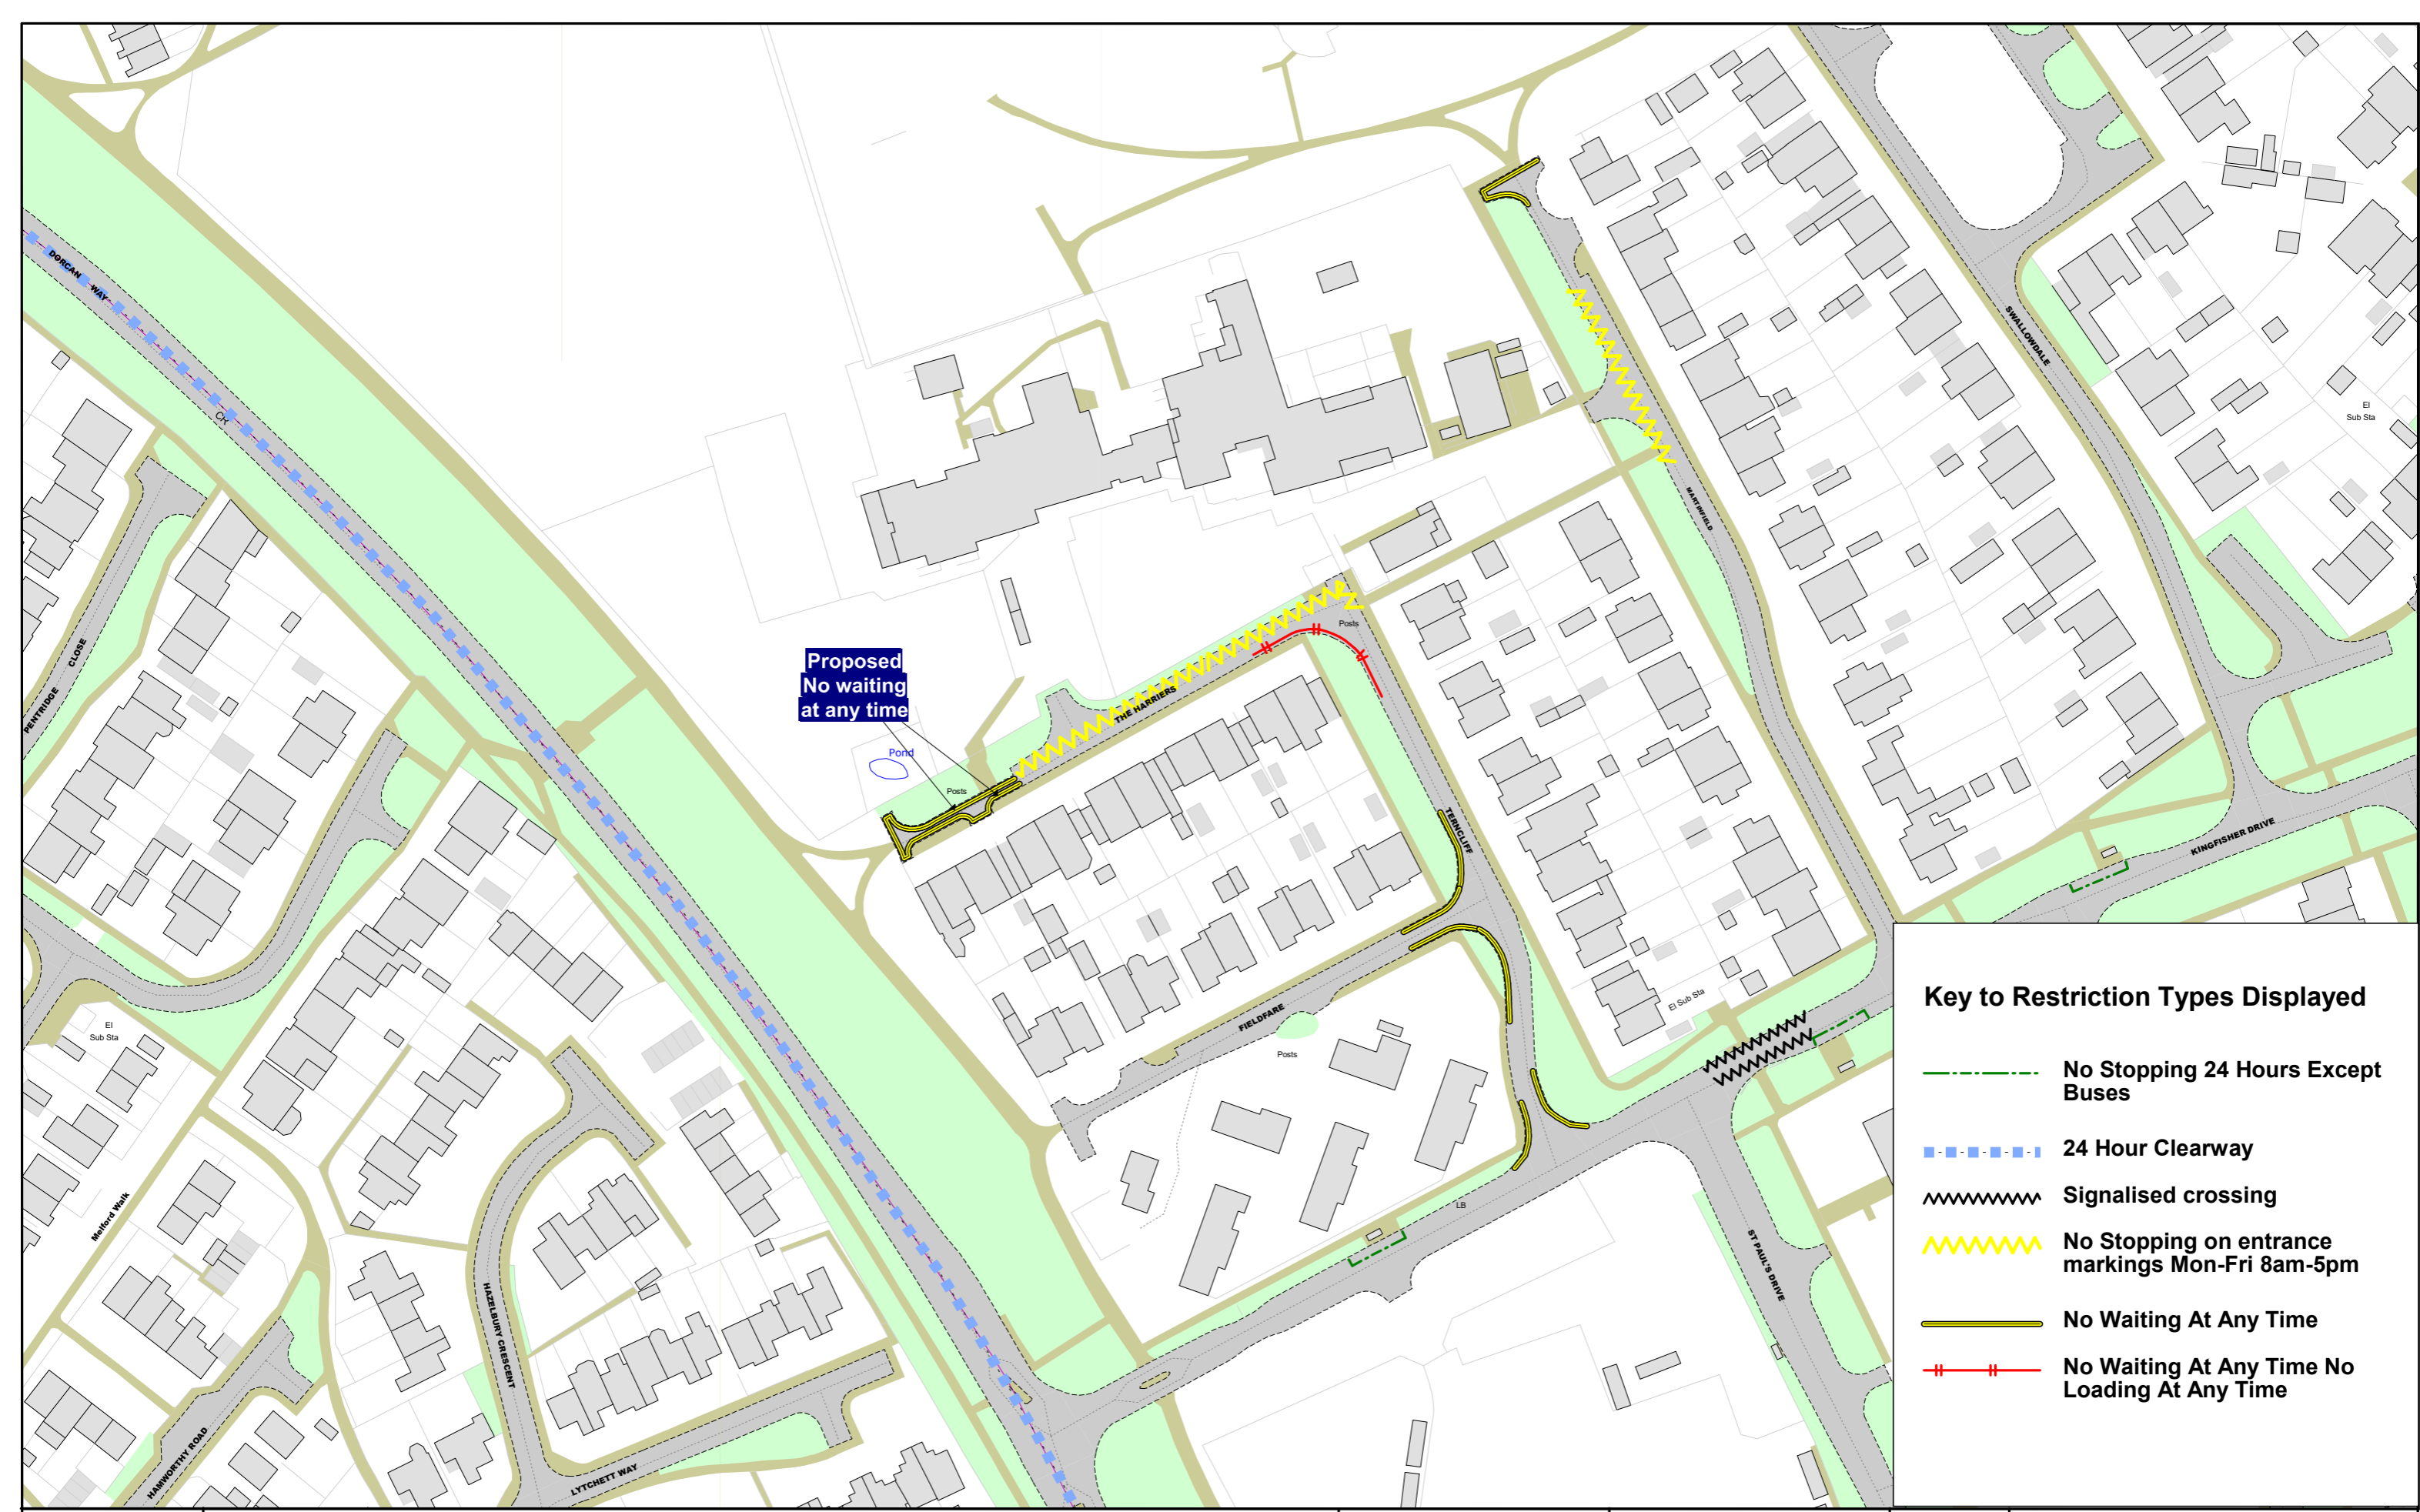 DORCAN
WAY
CR
SWALLOWDALE
El
Sub Sta
MARTINFIELD
PENTRIDGE
CLOSE
Posts
Proposed
No waiting
at any time
THE HARRIERS
Pond
Posts
TERNCLIFF
KINGFISHER DRIVE
El Sub Sta
FIELDFARE
Posts
El
Sub Sta
Melford Walk
LB
ST PAUL'S DRIVE
HAZELBURY CRESCENT
HAMWORTHY ROAD
LYTCHETT WAY
Key to Restriction Types Displayed
No Stopping 24 Hours Except
Buses
24 Hour Clearway
Signalised crossing
No Stopping on entrance
markings Mon-Fri 8am-5pm
No Waiting At Any Time
No Waiting At Any Time No
Loading At Any Time